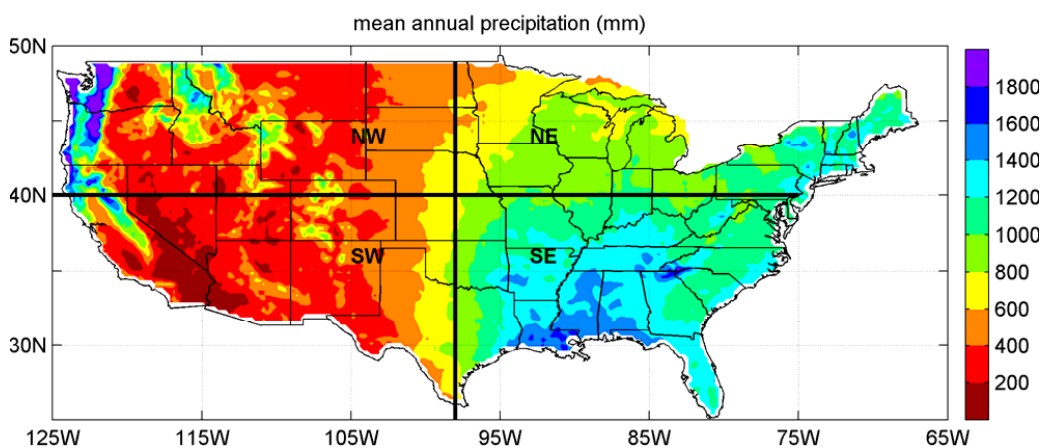 mean annual precipitation (mm)
50N
40N
30N
NW
NE
SW
SE
125W 115W 105W 95W 85W 75W 65W
1800
1600
1400
1200
1000
800
600
400
200